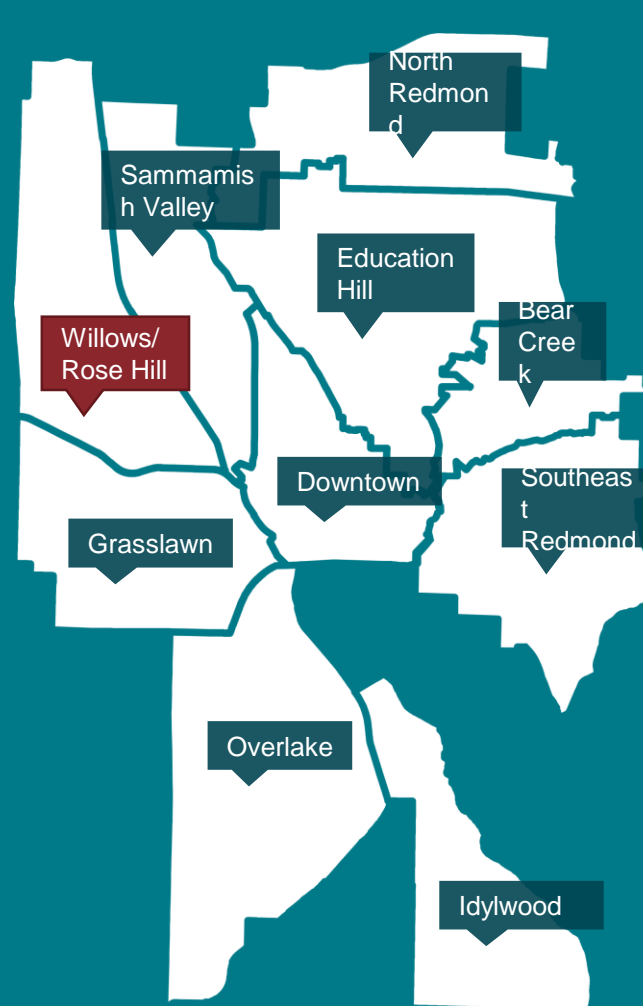 North
Redmon
d
Sammamis
h Valley
Education
Hill
Bear
Cree
k
Willows/
Rose Hill
Downtown
Southeas
t
Redmond
Grasslawn
Overlake
Idylwood